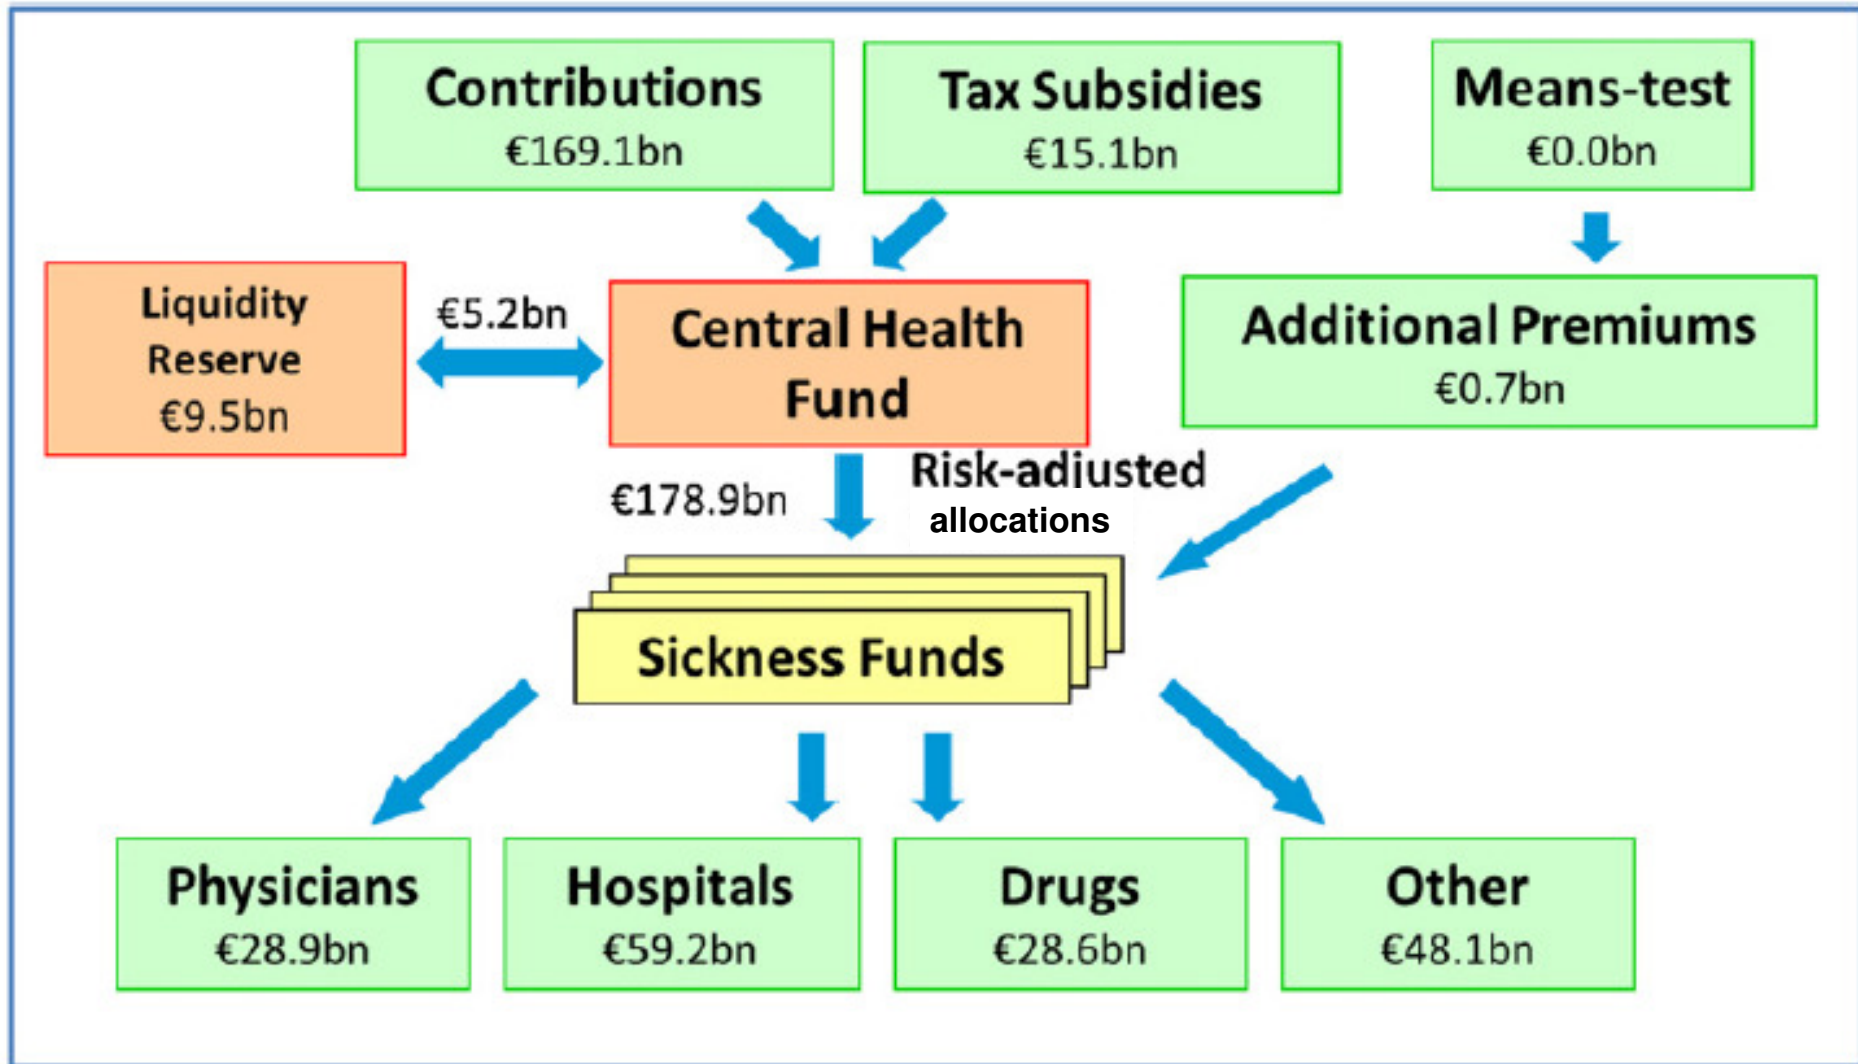 Contributions
€169.1bn
Tax Subsidies
€15.1bn
Means-test
€0.0bn
Liquidity
Reserve
€9.5bn
€5.2bn
Central Health
Fund
Additional Premiums
€0.7bn
€178.9bn
Risk-adjusted
allocations
Sickness Funds
Physicians
€28.9bn
Hospitals
€59.2bn
Drugs
€28.6bn
Other
€48.1bn